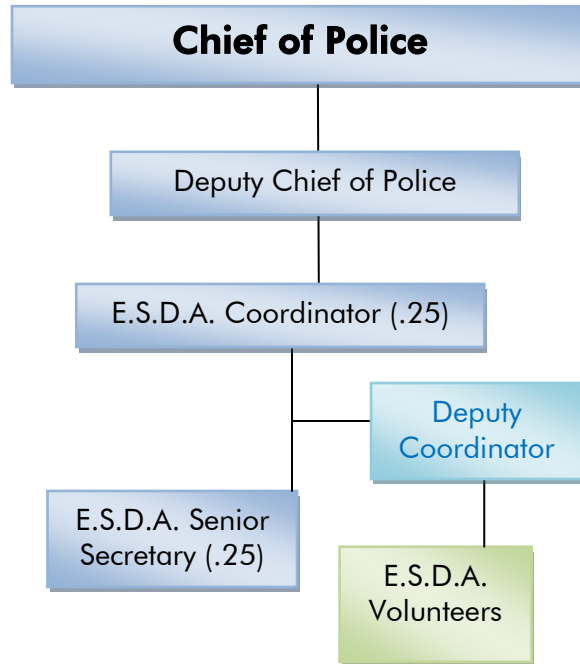 Chief of Police
Deputy Chief of Police
E.S.D.A. Coordinator (.25)
Deputy
Coordinator
E.S.D.A. Senior
Secretary (.25)
E.S.D.A.
Volunteers